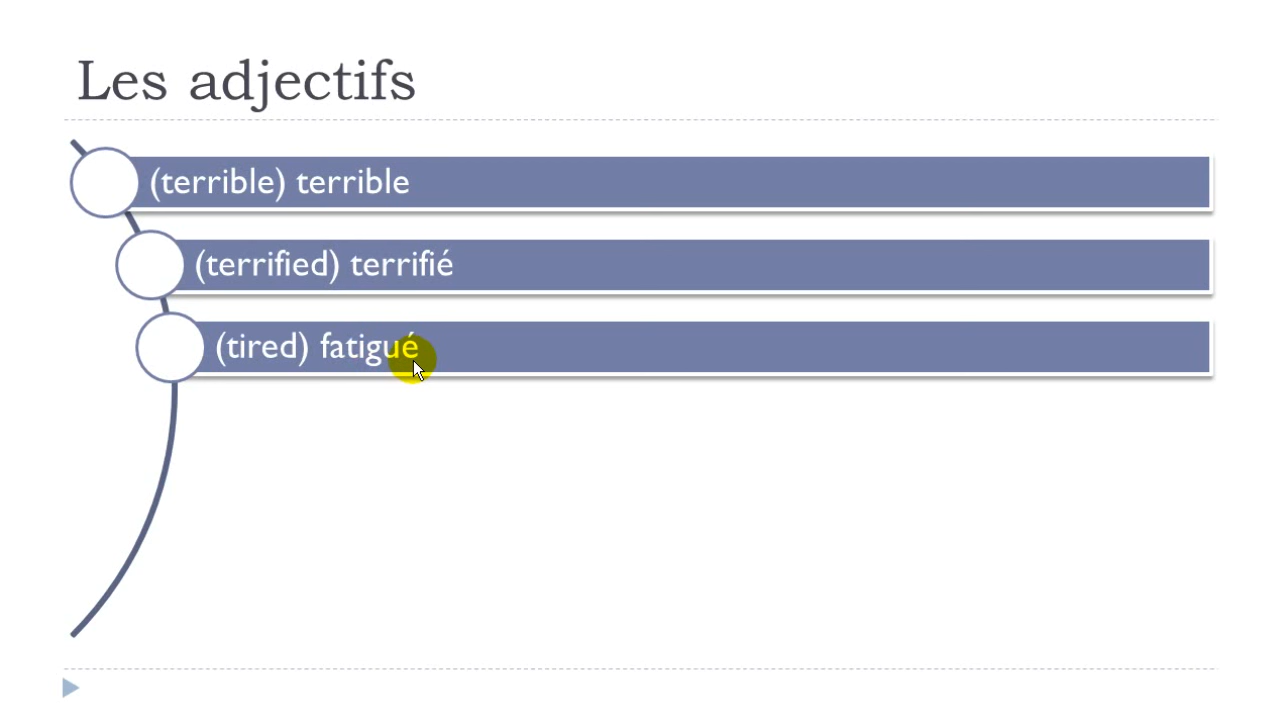 Les adjectifs
(terrible) terrible
(terrified) terrifié
(tired) fatigué